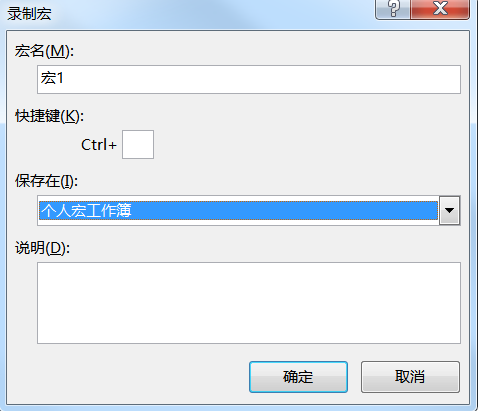 录制宏
宏名(M):
宏1
快捷键(K):
Ctrl+
保存在(I):
个人宏工作簿
说明(D):
确定
取消